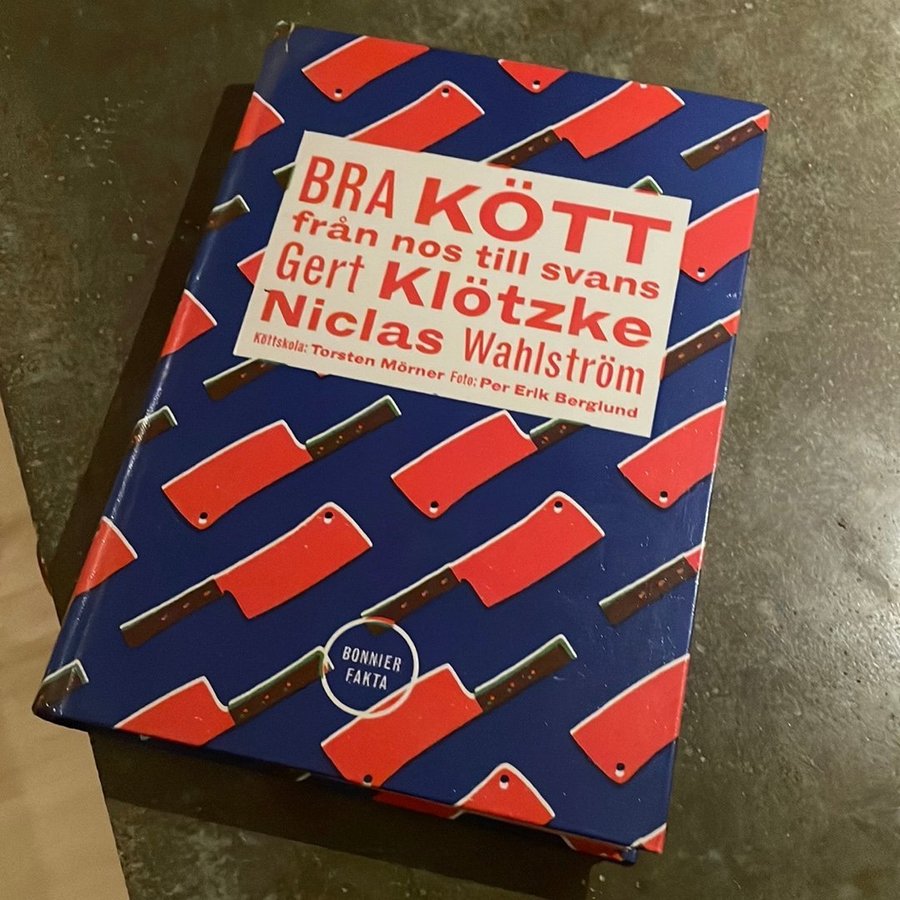 BRA KÖTT
från nos till svans
Gert Klötzke
Niclas Wahlström
Köttskola: Torsten Mörner Foto: Per Erik Berglund
BONNIER
FAKTA